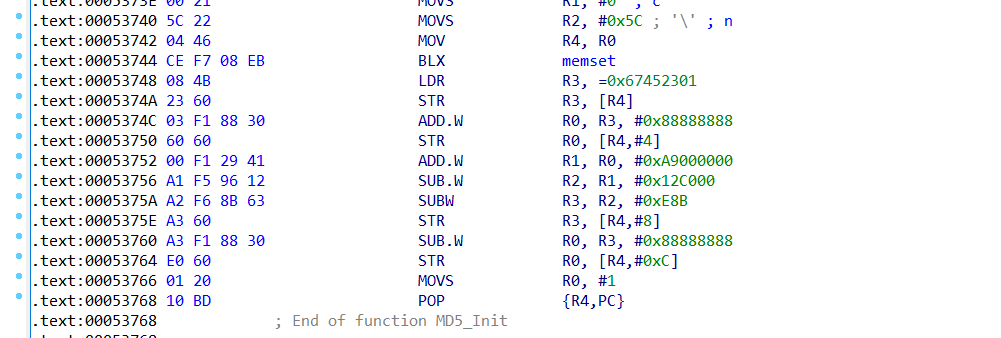 .text:0005373E 00 21 MOVS R1, #0 ; c
.text:00053740 5C 22 MOVS R2, #0x5C ; '\' ; n
.text:00053742 04 46 MOV R4, R0
.text:00053744 CE F7 08 EB BLX memset
.text:00053748 08 4B LDR R3, =0x67452301
.text:0005374A 23 60 STR R3, [R4]
.text:0005374C 03 F1 88 30 ADD.W R0, R3, #0x88888888
.text:00053750 60 60 STR R0, [R4,#4]
.text:00053752 00 F1 29 41 ADD.W R1, R0, #0xA9000000
.text:00053756 A1 F5 96 12 SUB.W R2, R1, #0x12C000
.text:0005375A A2 F6 8B 63 SUBW R3, R2, #0xE8B
.text:0005375E A3 60 STR R3, [R4,#8]
.text:00053760 A3 F1 88 30 SUB.W R0, R3, #0x88888888
.text:00053764 E0 60 STR R0, [R4,#0xC]
.text:00053766 01 20 MOVS R0, #1
.text:00053768 10 BD POP {R4,PC}
.text:00053768 ; End of function MD5_Init